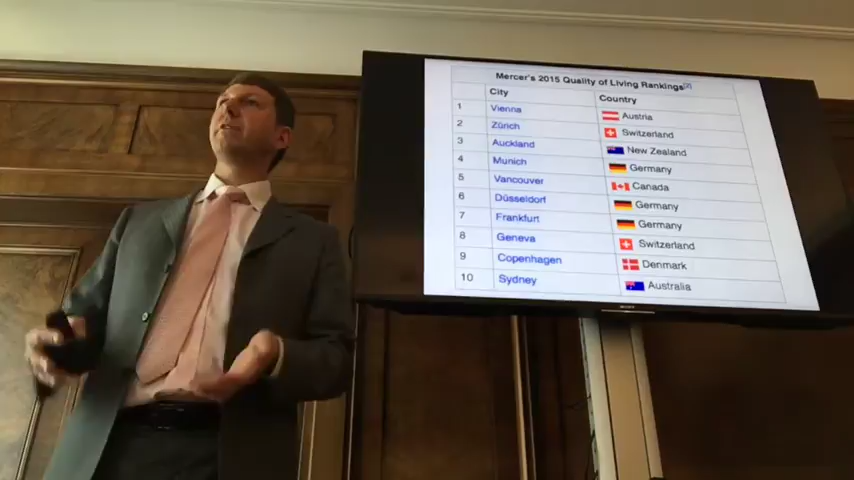 Mercer's 2015 Quality of Living Rankings[2]
City Country
1 Vienna Austria
2 Zürich Switzerland
3 Auckland New Zealand
4 Munich Germany
5 Vancouver Canada
6 Düsseldorf Germany
7 Frankfurt Germany
8 Geneva Switzerland
9 Copenhagen Denmark
10 Sydney Australia